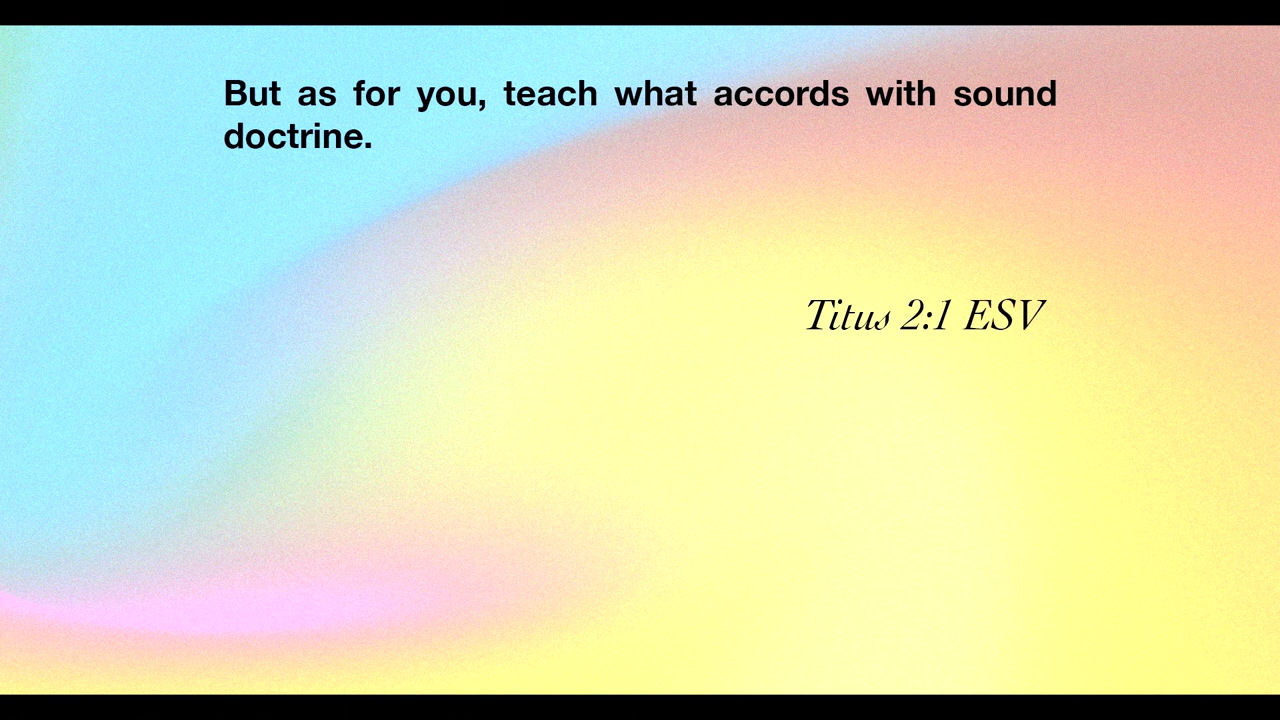 But as for you, teach what accords with sound
doctrine.
Titus 2:1 ESV